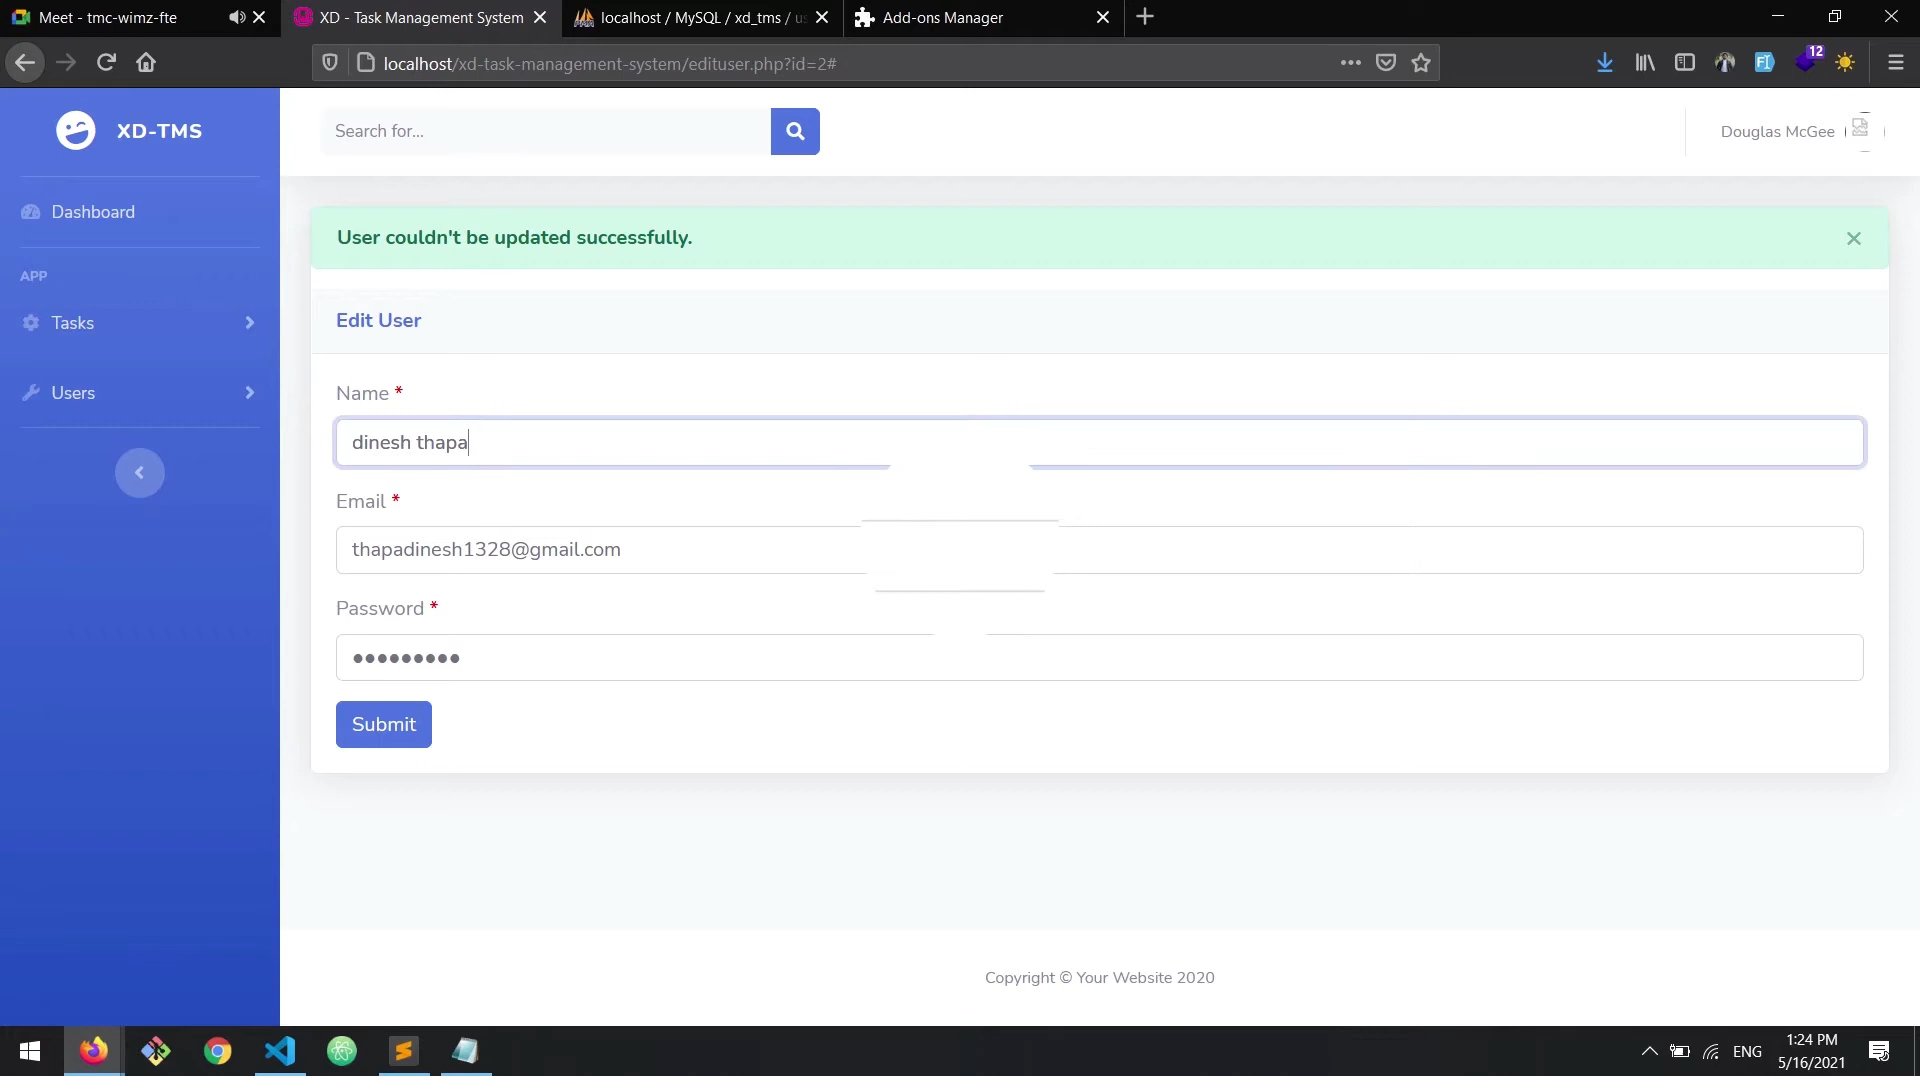 Meet - tmc-wimz-fte
XD - Task Management System
localhost / MySQL / xd_tms / us
Add-ons Manager
localhost/xd-task-management-system/edituser.php?id=2#
12
XD-TMS
Search for...
Douglas McGee
Dashboard
APP
Tasks
Users
User couldn't be updated successfully.
Edit User
Name *
dinesh thapa
Email *
thapadinesh1328@gmail.com
Password *
Submit
Copyright © Your Website 2020
ENG
1:24 PM
5/16/2021